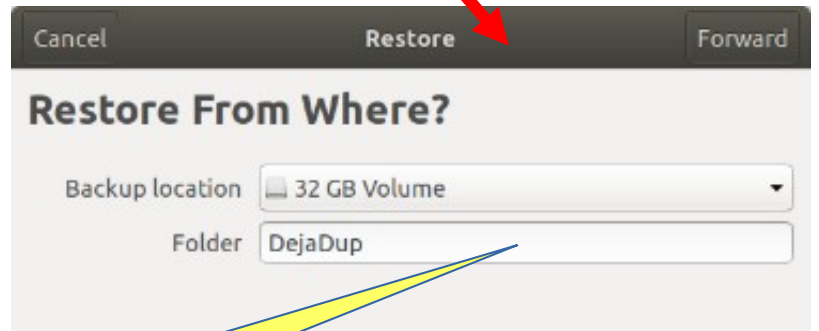 Cancel Restore Forward
Restore From Where?
Backup location 32 GB Volume
Folder DejaDup